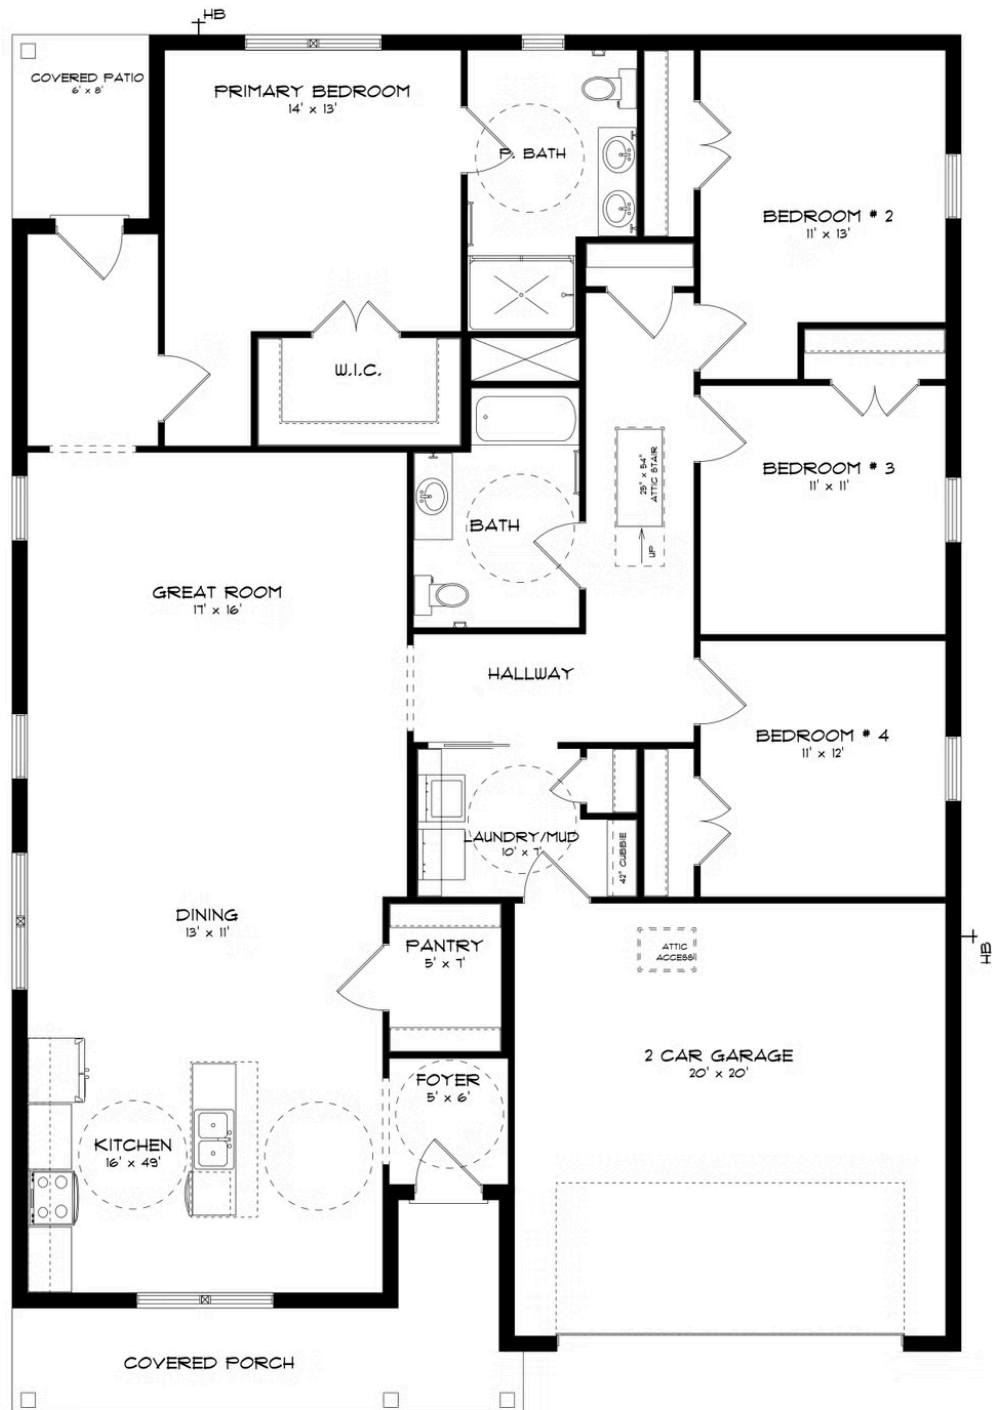 HB
COVERED PATIO
6' x 8'
PRIMARY BEDROOM
14' x 13'
P. BATH
BEDROOM # 2
11' x 13'
W.I.C.
BEDROOM # 3
11' x 11'
25" x 54"
ATTIC STAIR
UP
BATH
GREAT ROOM
17' x 16'
HALLWAY
BEDROOM # 4
11' x 12'
LAUNDRY/MUD
10' x 7'
42" CUBBIE
DINING
13' x 11'
PANTRY
5' x 7'
ATTIC
ACCESS
HB
2 CAR GARAGE
20' x 20'
FOYER
5' x 6'
KITCHEN
16' x 49'
COVERED PORCH